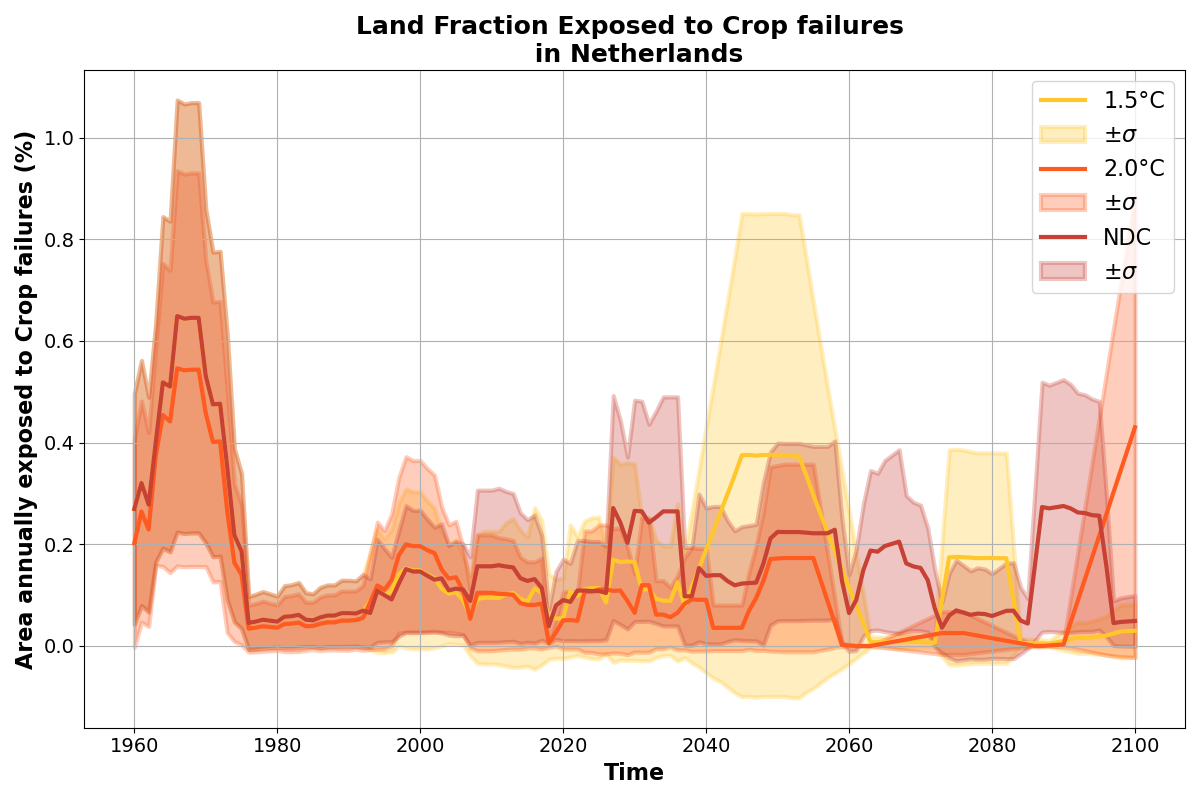 Land Fraction Exposed to Crop failures
in Netherlands
Area annually exposed to Crop failures (%)
1.0
0.8
0.6
0.4
0.2
0.0
1960
1980
2000
2020
2040
2060
2080
2100
Time
1.5°C
±σ
2.0°C
±σ
NDC
±σ